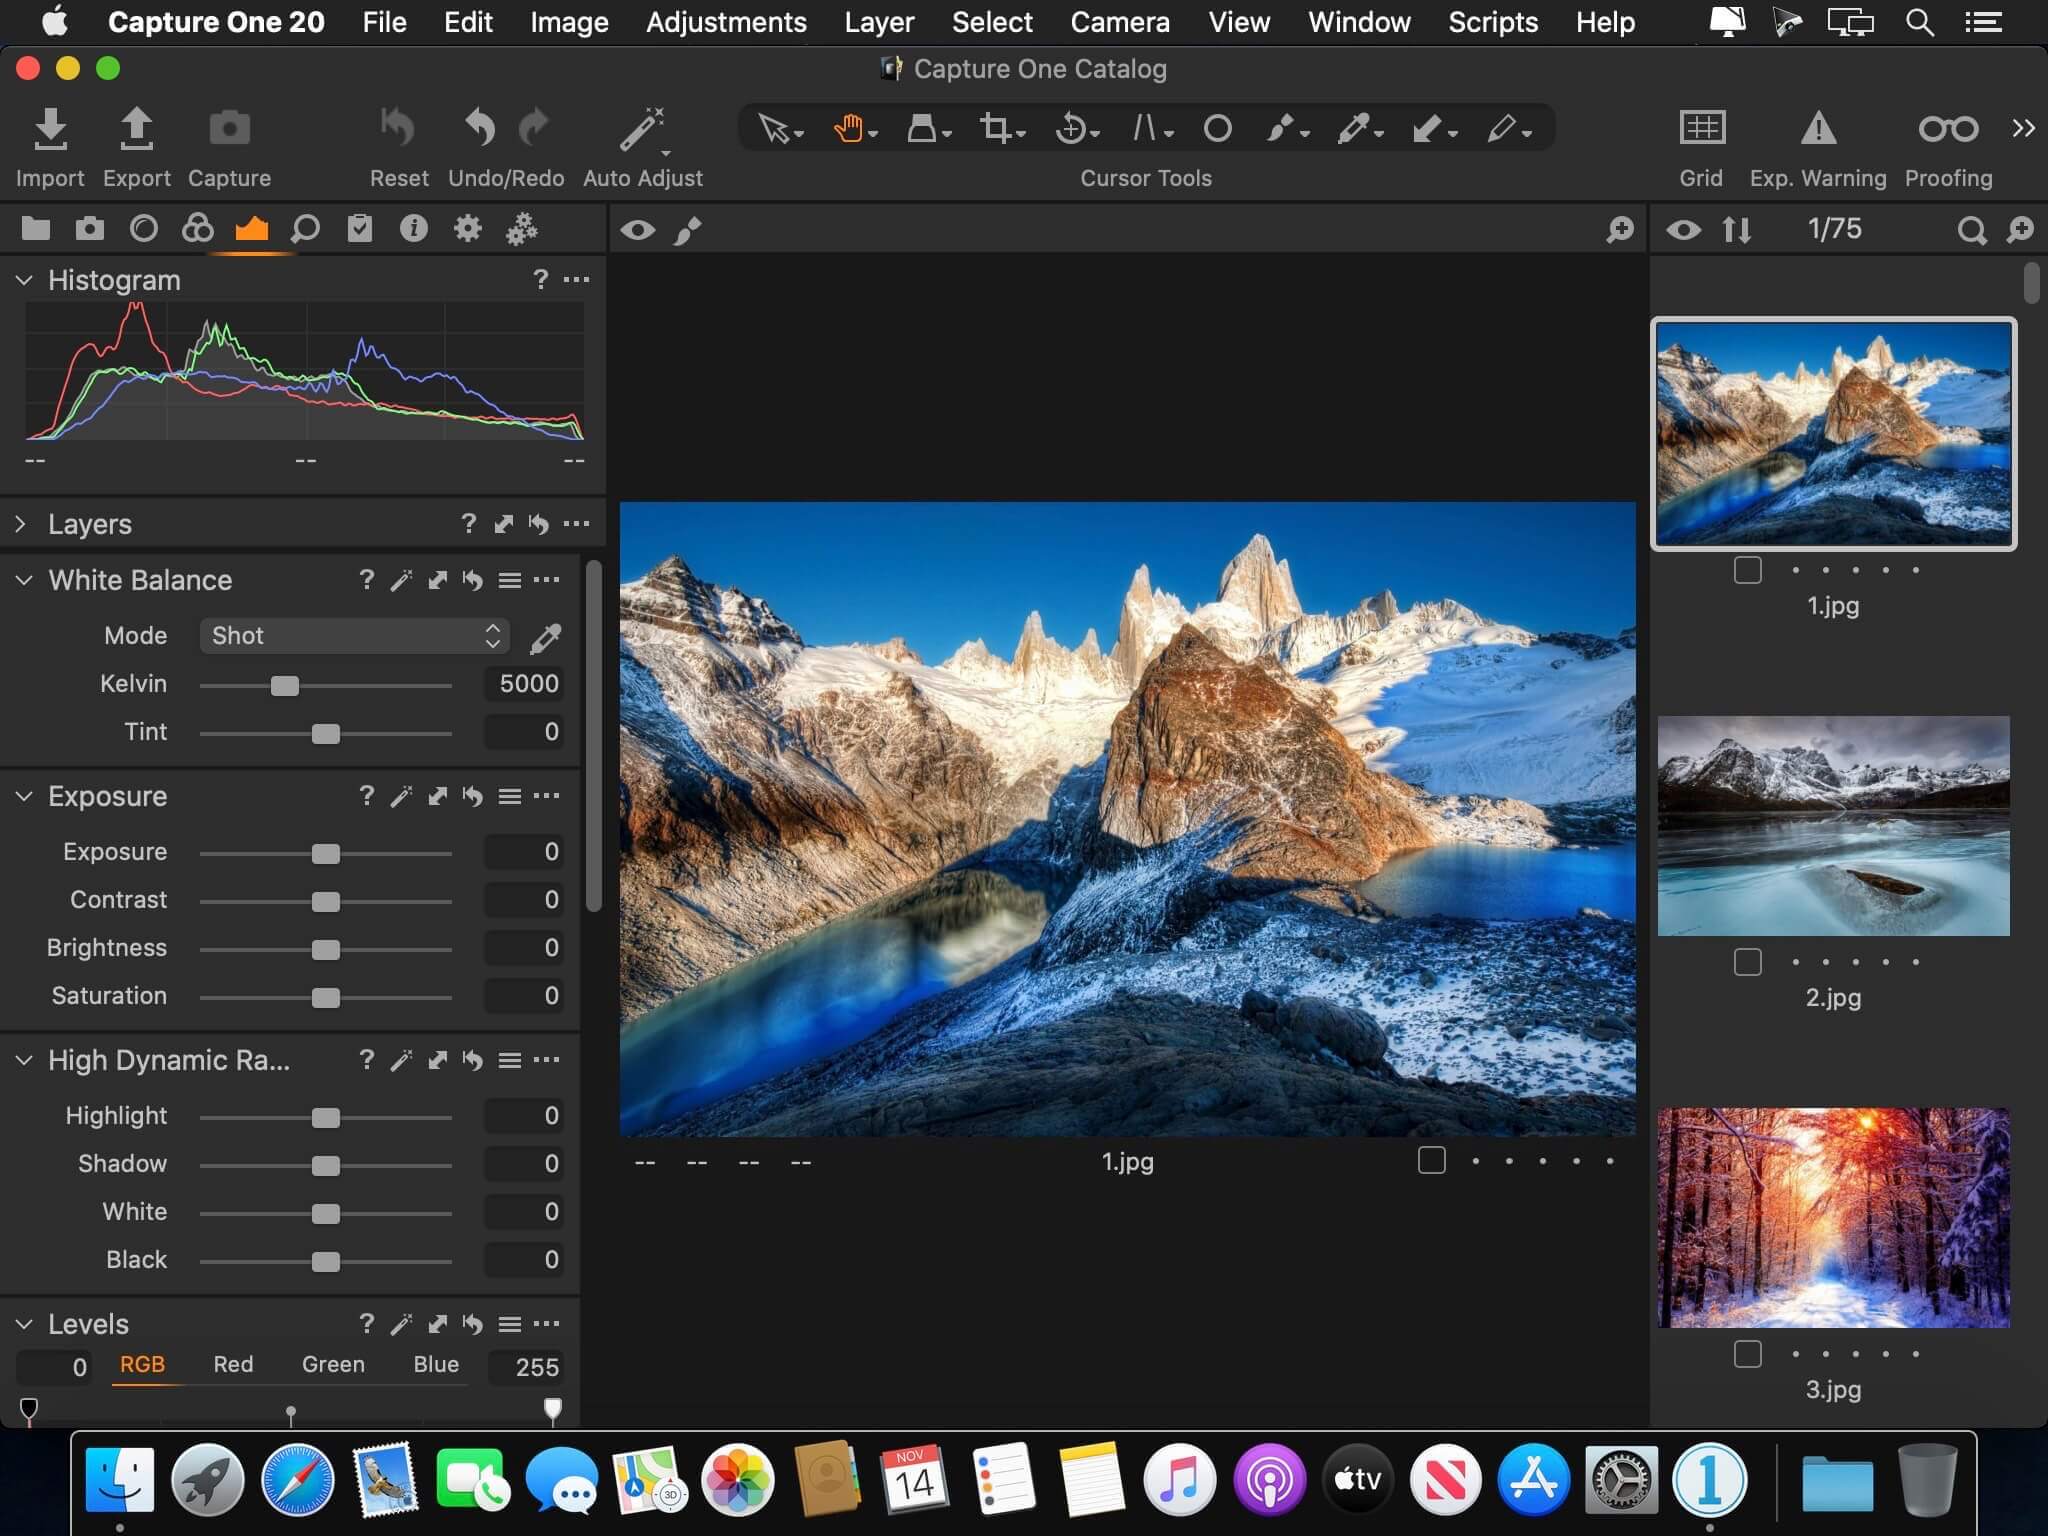 Capture One 20 File Edit Image Adjustments Layer Select Camera View Window Scripts Help
Capture One Catalog
Import Export Capture Reset Undo/Redo Auto Adjust Cursor Tools Grid Exp. Warning Proofing
1/75
Histogram ?
-- -- --
Layers ?
White Balance ?
Mode Shot
Kelvin 5000
Tint 0
Exposure ?
Exposure 0
Contrast 0
Brightness 0
Saturation 0
High Dynamic Ra... ?
Highlight 0
Shadow 0
White 0
Black 0
Levels ?
0 RGB Red Green Blue 255
-- -- -- -- 1.jpg
1.jpg
2.jpg
3.jpg
3D
NOV
14
tv
1